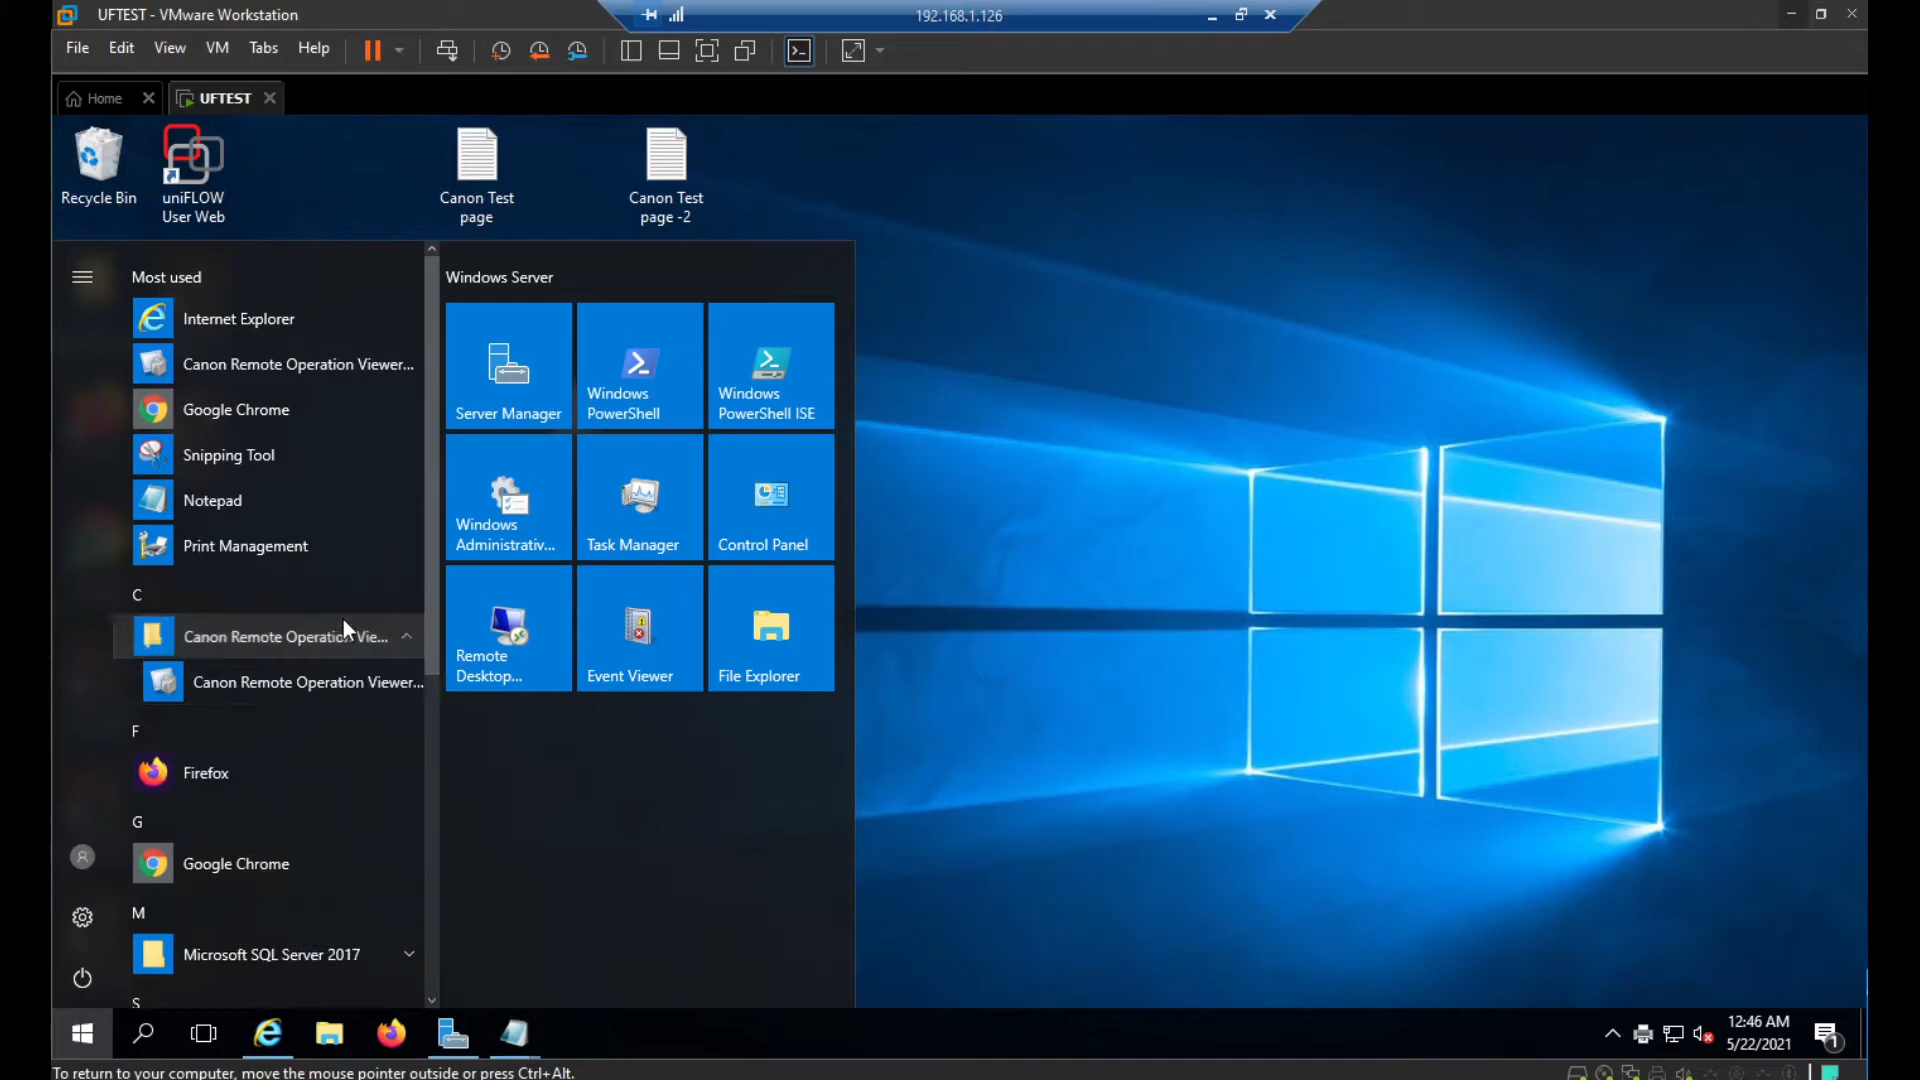 UFTEST - VMware Workstation
192.168.1.126
File Edit View VM Tabs Help
Home
UFTEST
Recycle Bin
uniFLOW
User Web
Canon Test
page
Canon Test
page -2
Most used
Internet Explorer
Canon Remote Operation Viewer...
Google Chrome
Snipping Tool
Notepad
Print Management
C
Canon Remote Operation Vie...
Canon Remote Operation Viewer...
F
Firefox
G
Google Chrome
M
Microsoft SQL Server 2017
S
Windows Server
Server Manager
Windows
PowerShell
Windows
PowerShell ISE
Windows
Administrativ...
Task Manager
Control Panel
Remote
Desktop...
Event Viewer
File Explorer
12:46 AM
5/22/2021
1
To return to your computer, move the mouse pointer outside or press Ctrl+Alt.